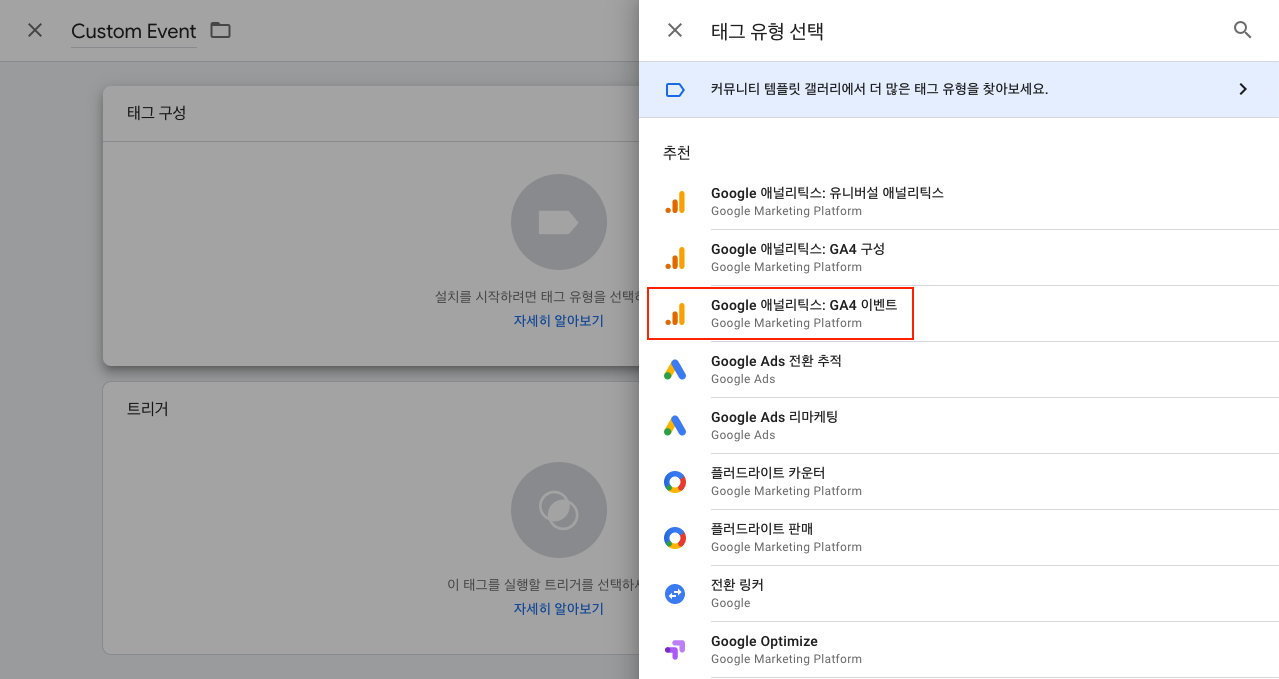 Custom Event
태그 구성
설치를 시작하려면 태그 유형을
자세히 알아보기
트리거
이 태그를 실행할 트리거를
자세히 알아보기
태그 유형 선택
커뮤니티 템플릿 갤러리에서 더 많은 태그 유형을 찾아보세요.
추천
Google 애널리틱스: 유니버설 애널리틱스
Google Marketing Platform
Google 애널리틱스: GA4 구성
Google Marketing Platform
Google 애널리틱스: GA4 이벤트
Google Marketing Platform
Google Ads 전환 추적
Google Ads
Google Ads 리마케팅
Google Ads
플러드라이트 카운터
Google Marketing Platform
플러드라이트 판매
Google Marketing Platform
전환 링커
Google
Google Optimize
Google Marketing Platform